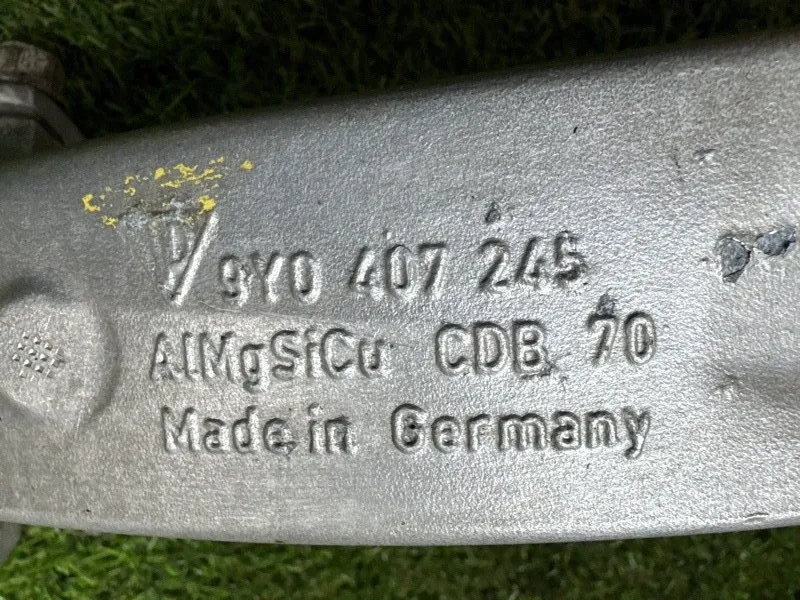 9Y0 407 245
AlMgSiCu CDB 70
Made in Germany